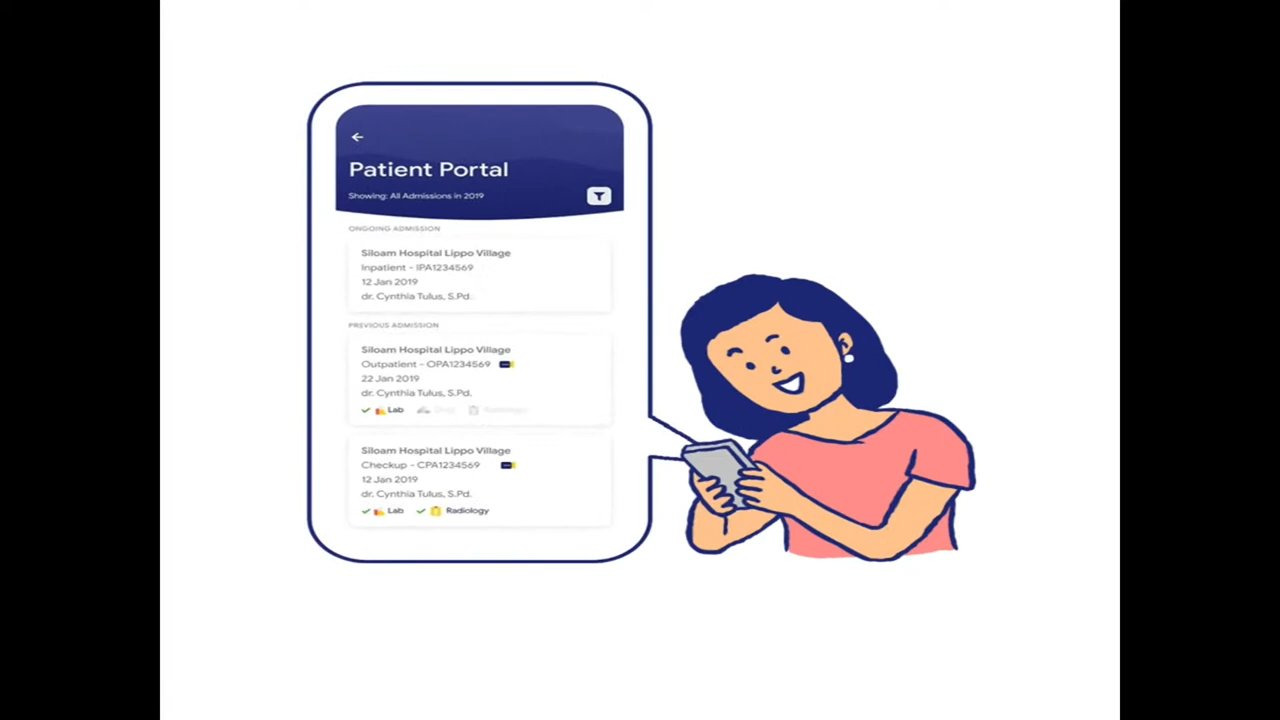 Patient Portal
Showing: All Admissions in 2019
ONGOING ADMISSION
Siloam Hospital Lippo Village
Inpatient - IPA1234569
12 Jan 2019
dr. Cynthia Tulus, S.Pd.
PREVIOUS ADMISSION
Siloam Hospital Lippo Village
Outpatient - OPA1234569
22 Jan 2019
dr. Cynthia Tulus, S.Pd.
Lab Radiology
Siloam Hospital Lippo Village
Checkup - CPA1234569
12 Jan 2019
dr. Cynthia Tulus, S.Pd.
Lab Radiology